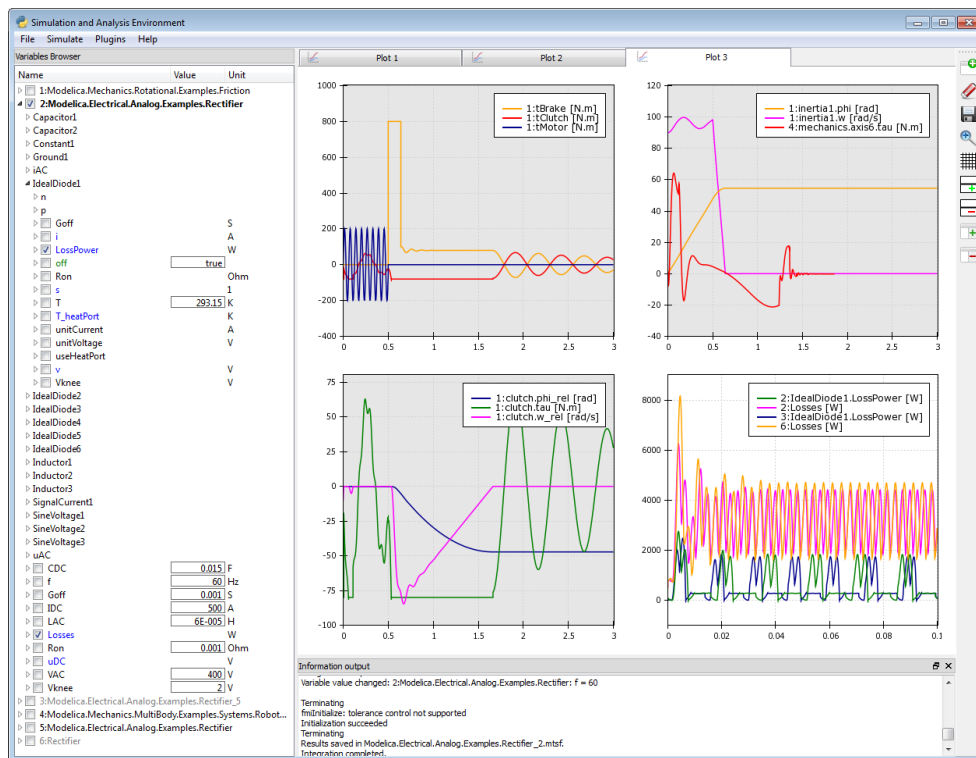 Simulation and Analysis Environment
File Simulate Plugins Help
Variables Browser
Name Value Unit
1:Modelica.Mechanics.Rotational.Examples.Friction
2:Modelica.Electrical.Analog.Examples.Rectifier
Capacitor1
Capacitor2
Constant1
Ground1
iAC
IdealDiode1
n
p
Goff S
i A
LossPower W
off true
Ron Ohm
s 1
T 293.15 K
T_heatPort K
unitCurrent A
unitVoltage V
useHeatPort
v V
Vknee V
IdealDiode2
IdealDiode3
IdealDiode4
IdealDiode5
IdealDiode6
Inductor1
Inductor2
Inductor3
SignalCurrent1
SineVoltage1
SineVoltage2
SineVoltage3
uAC
CDC 0.015 F
f 60 Hz
Goff 0.001 S
IDC 500 A
LAC 6E-005 H
Losses W
Ron 0.001 Ohm
uDC V
VAC 400 V
Vknee 2 V
3:Modelica.Electrical.Analog.Examples.Rectifier_5
4:Modelica.Mechanics.MultiBody.Examples.Systems.Robot...
5:Modelica.Electrical.Analog.Examples.Rectifier
6:Rectifier
Plot 1 Plot 2 Plot 3
1000
800
600
400
200
0
-200
-400
0 0.5 1 1.5 2 2.5 3
1:tBrake [N.m]
1:tClutch [N.m]
1:tMotor [N.m]
120
100
80
60
40
20
0
-20
-40
0 0.5 1 1.5 2 2.5 3
1:inertia1.phi [rad]
1:inertia1.w [rad/s]
4:mechanics.axis6.tau [N.m]
75
50
25
0
-25
-50
-75
-100
0 0.5 1 1.5 2 2.5 3
1:clutch.phi_rel [rad]
1:clutch.tau [N.m]
1:clutch.w_rel [rad/s]
8000
6000
4000
2000
0
0 0.02 0.04 0.06 0.08 0.1
2:IdealDiode1.LossPower [W]
2:Losses [W]
3:IdealDiode1.LossPower [W]
6:Losses [W]
Information output
Variable value changed: 2:Modelica.Electrical.Analog.Examples.Rectifier: f = 60
Terminating
fmiInitialize: tolerance control not supported
Initialization succeeded
Terminating
Results saved in Modelica.Electrical.Analog.Examples.Rectifier_2.mtsf.
Integration completed.